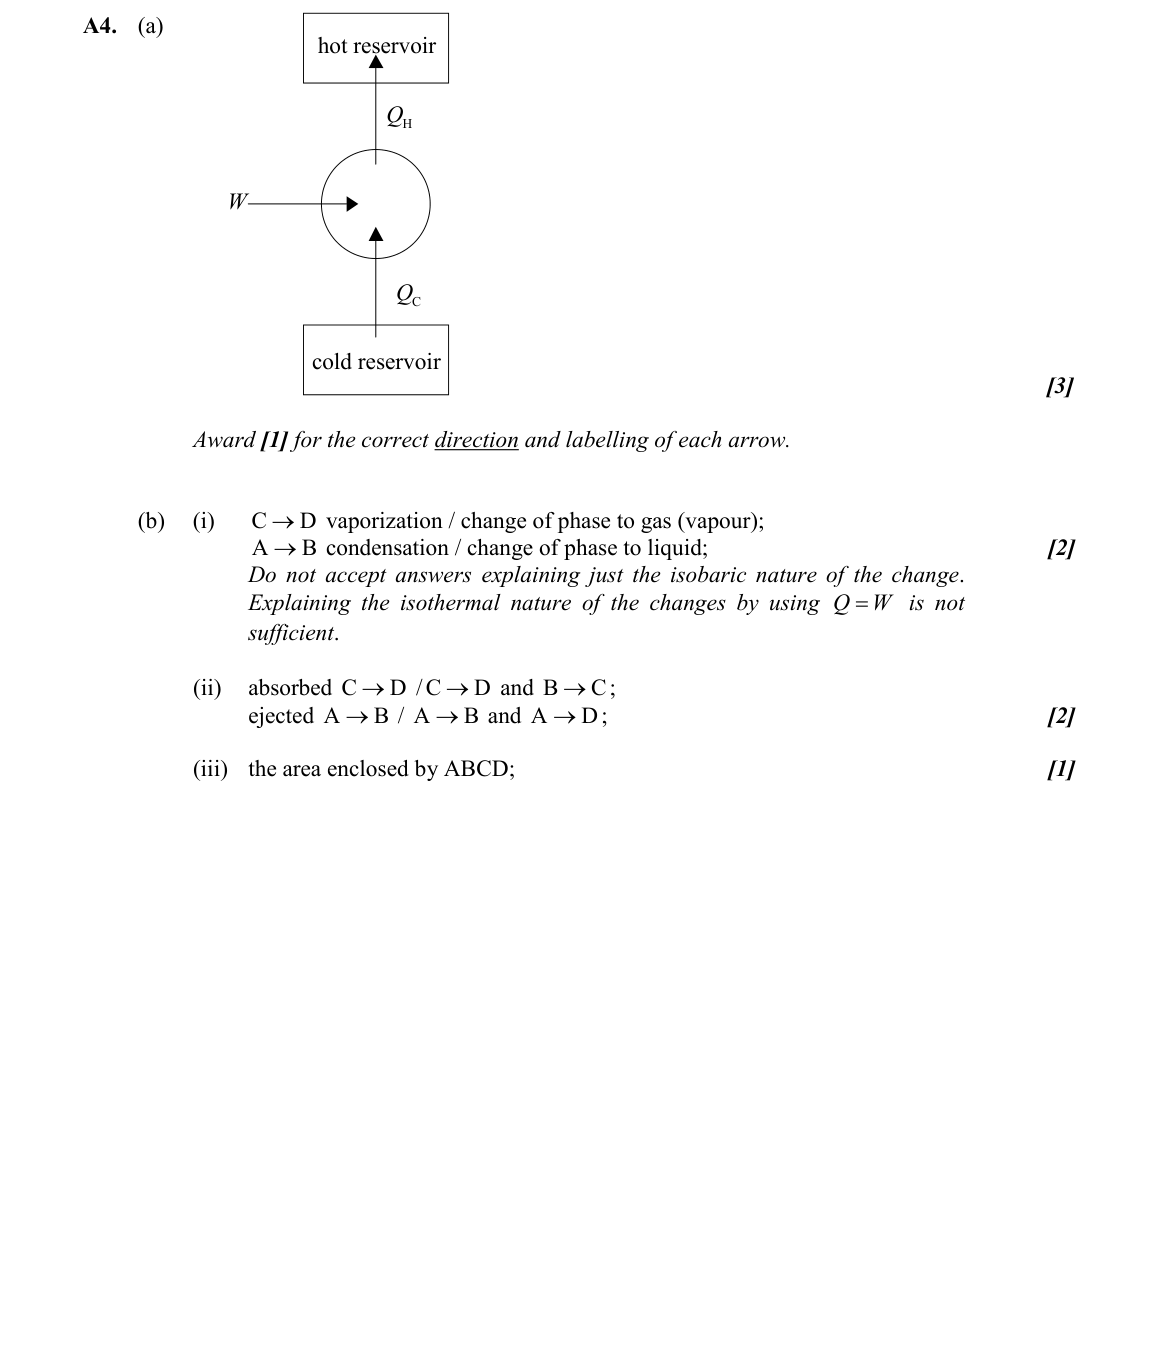 A4. (a)
hot reservoir
Q_H
W
Q_C
cold reservoir
[3]
Award [1] for the correct direction and labelling of each arrow.
(b) (i) C → D vaporization / change of phase to gas (vapour);
A → B condensation / change of phase to liquid; [2]
Do not accept answers explaining just the isobaric nature of the change.
Explaining the isothermal nature of the changes by using Q = W is not
sufficient.
(ii) absorbed C → D / C → D and B → C;
ejected A → B / A → B and A → D; [2]
(iii) the area enclosed by ABCD; [1]